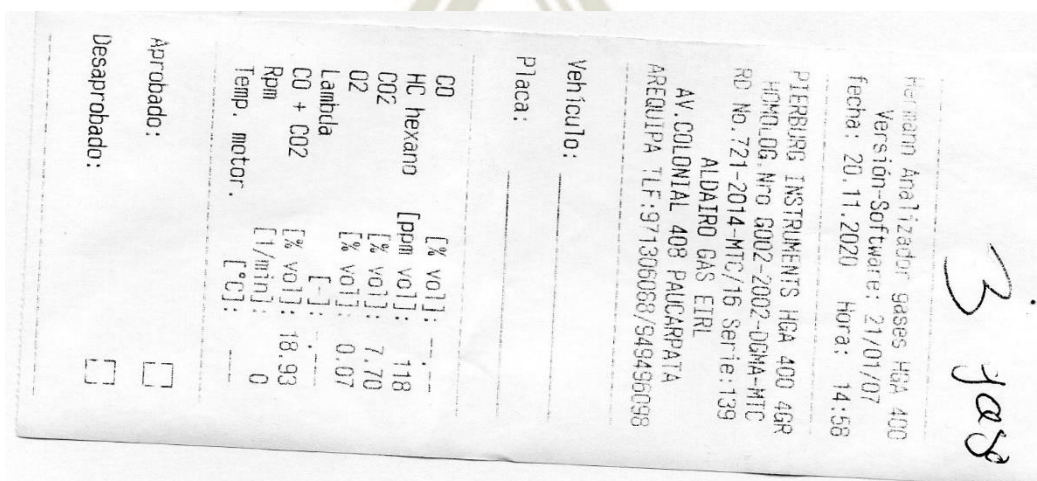 3 gas
Hermann Analizador gases HGA 400
Versión-Software: 21/01/07
fecha: 20.11.2020 Hora: 14:58
PIERBURG INSTRUMENTS HGA 400 4GR
HOMOLOG.Nro G002-2002-DGMA-MTC
RD No.721-2014-MTC/16 Serie:139
ALDAIRO GAS EIRL
AV.COLONIAL 408 PAUCARPATA
AREQUIPA TLF:971306068/949496098
Vehículo:
Placa:
CO [% vol]: --.--
HC hexano [ppm vol]: 118
CO2 [% vol]: 7.70
O2 [% vol]: 0.07
Lambda [-]: -.---
CO + CO2 [% vol]: 18.93
Rpm [1/min]: 0
Temp. motor. [°C]: ---
Aprobado: [ ]
Desaprobado: [ ]